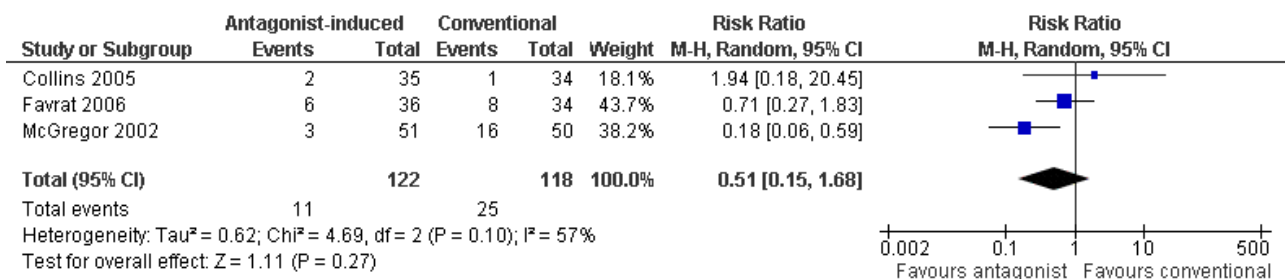 Antagonist-induced Conventional Risk Ratio Risk Ratio
Study or Subgroup Events Total Events Total Weight M-H, Random, 95% CI M-H, Random, 95% CI
Collins 2005 2 35 1 34 18.1% 1.94 [0.18, 20.45]
Favrat 2006 6 36 8 34 43.7% 0.71 [0.27, 1.83]
McGregor 2002 3 51 16 50 38.2% 0.18 [0.06, 0.59]
Total (95% CI) 122 118 100.0% 0.51 [0.15, 1.68]
Total events 11 25
Heterogeneity: Tau² = 0.62; Chi² = 4.69, df = 2 (P = 0.10); I² = 57%
Test for overall effect: Z = 1.11 (P = 0.27)
0.002 0.1 1 10 500
Favours antagonist Favours conventional